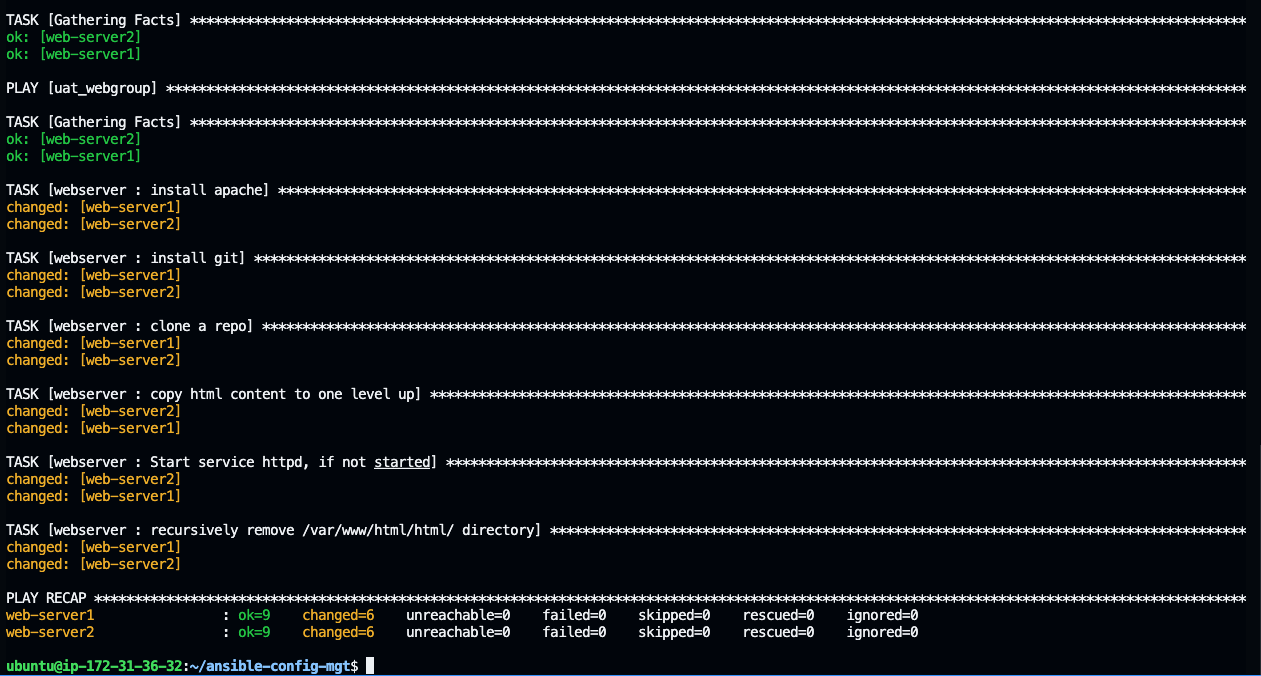 TASK [Gathering Facts] ************************************************************************************************************************************
ok: [web-server2]
ok: [web-server1]
PLAY [uat_webgroup] ***************************************************************************************************************************************
TASK [Gathering Facts] ************************************************************************************************************************************
ok: [web-server2]
ok: [web-server1]
TASK [webserver : install apache] *************************************************************************************************************************
changed: [web-server1]
changed: [web-server2]
TASK [webserver : install git] ****************************************************************************************************************************
changed: [web-server1]
changed: [web-server2]
TASK [webserver : clone a repo] ***************************************************************************************************************************
changed: [web-server1]
changed: [web-server2]
TASK [webserver : copy html content to one level up] ******************************************************************************************************
changed: [web-server2]
changed: [web-server1]
TASK [webserver : Start service httpd, if not started] ****************************************************************************************************
changed: [web-server2]
changed: [web-server1]
TASK [webserver : recursively remove /var/www/html/html/ directory] ***************************************************************************************
changed: [web-server1]
changed: [web-server2]
PLAY RECAP ************************************************************************************************************************************************
web-server1                : ok=9    changed=6    unreachable=0    failed=0    skipped=0    rescued=0    ignored=0
web-server2                : ok=9    changed=6    unreachable=0    failed=0    skipped=0    rescued=0    ignored=0
ubuntu@ip-172-31-36-32:~/ansible-config-mgt$